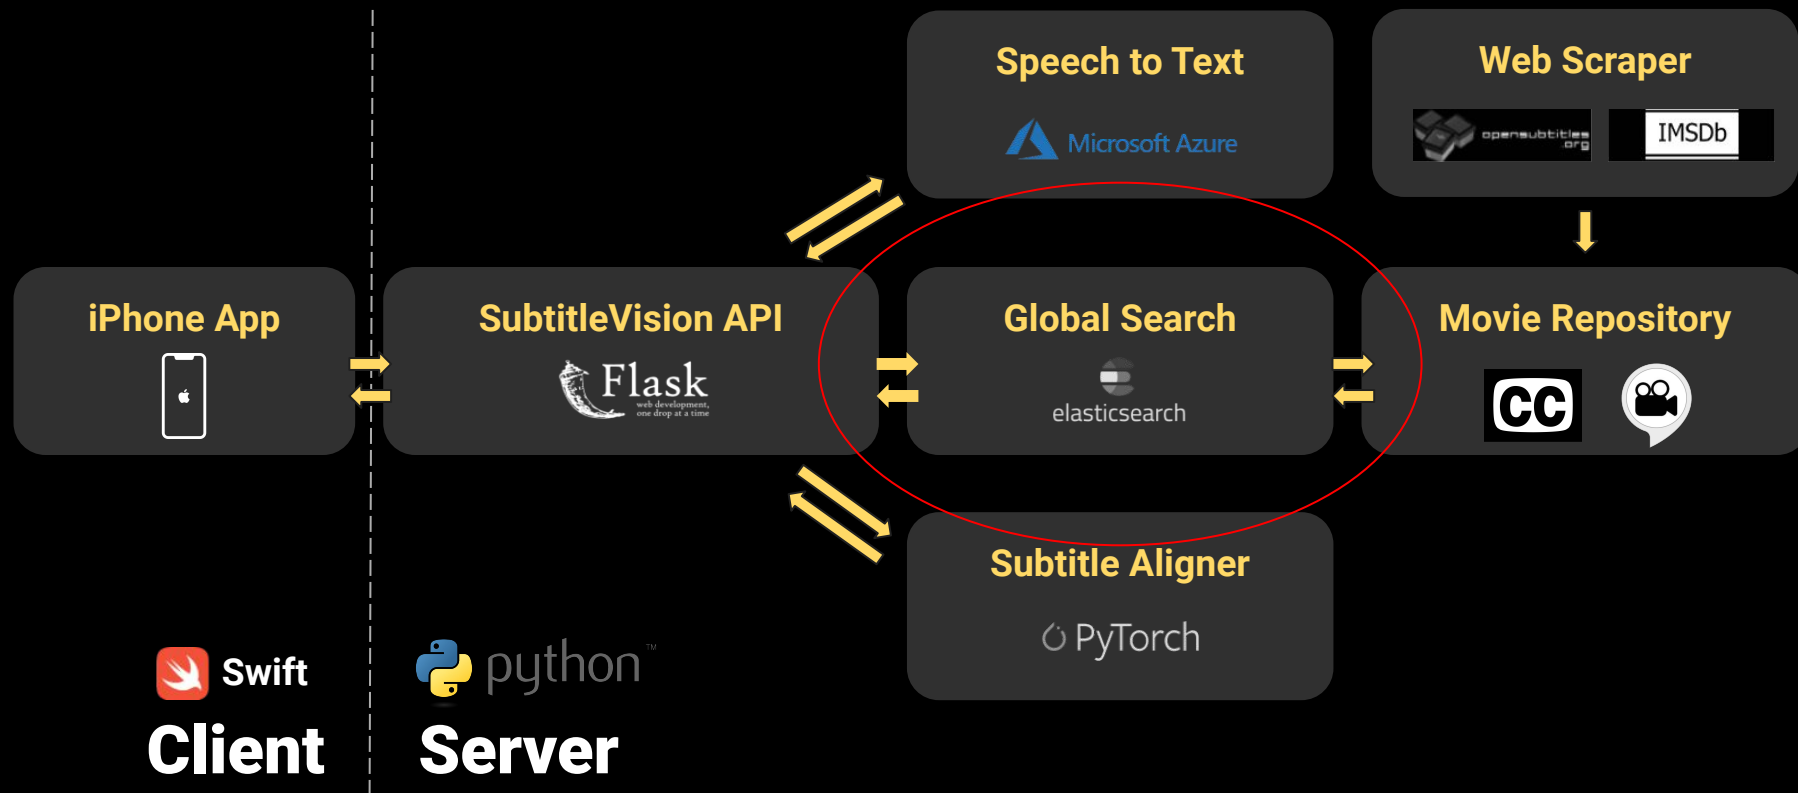 Speech to Text
Microsoft Azure
Web Scraper
opensubtitles
.org
IMSDb
iPhone App
SubtitleVision API
Flask
web development,
one drop at a time
Global Search
elasticsearch
Movie Repository
CC
Subtitle Aligner
PyTorch
Swift
Client
python™
Server